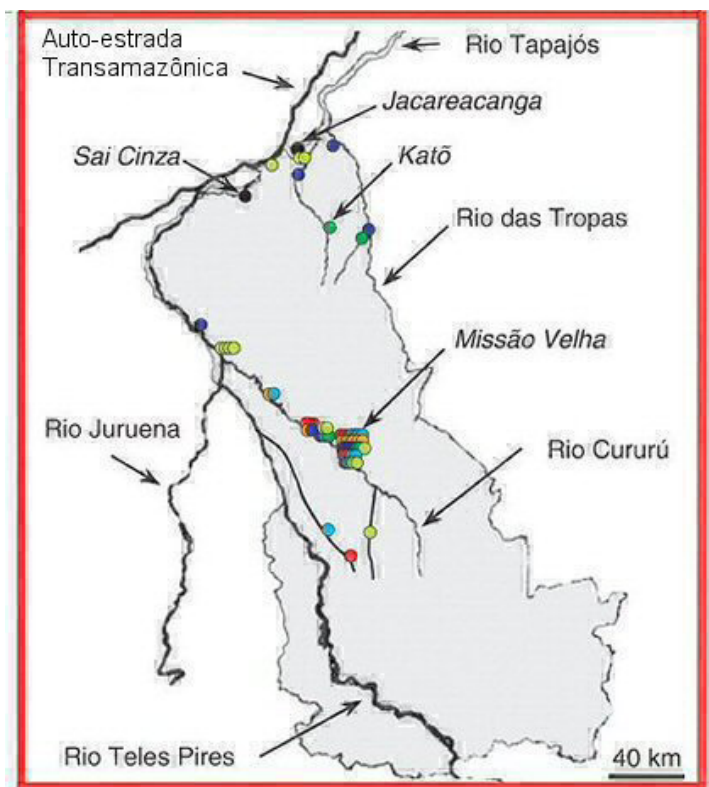 Auto-estrada
Transamazônica
Rio Tapajós
Jacareacanga
Sai Cinza
Katõ
Rio das Tropas
Missão Velha
Rio Juruena
Rio Cururú
Rio Teles Pires
40 km